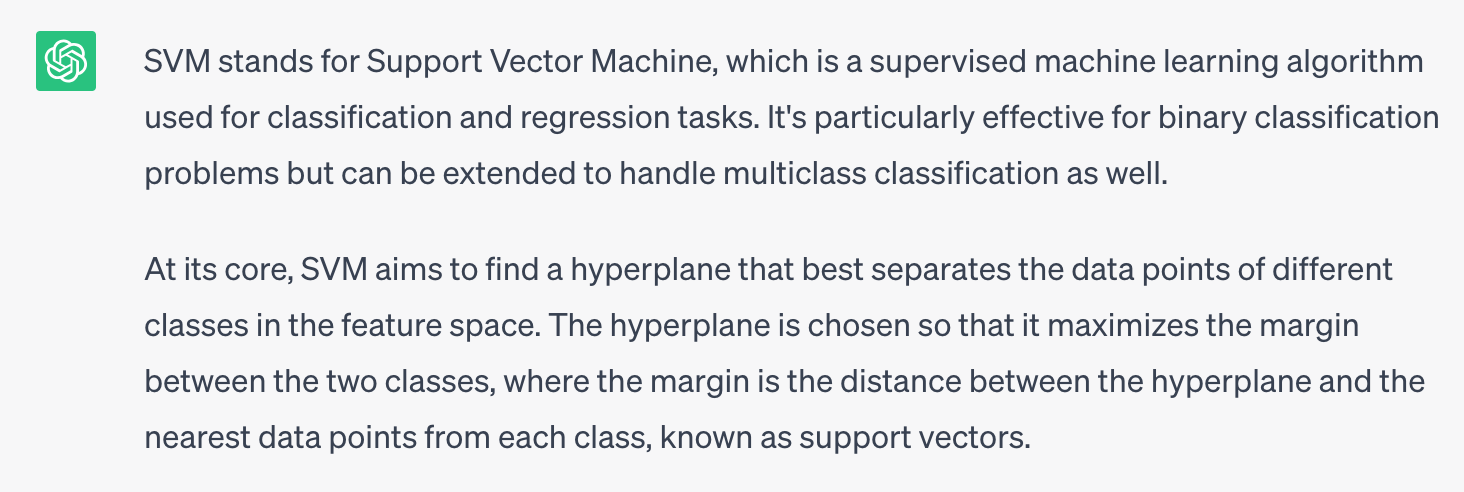 SVM stands for Support Vector Machine, which is a supervised machine learning algorithm
used for classification and regression tasks. It's particularly effective for binary classification
problems but can be extended to handle multiclass classification as well.
At its core, SVM aims to find a hyperplane that best separates the data points of different
classes in the feature space. The hyperplane is chosen so that it maximizes the margin
between the two classes, where the margin is the distance between the hyperplane and the
nearest data points from each class, known as support vectors.